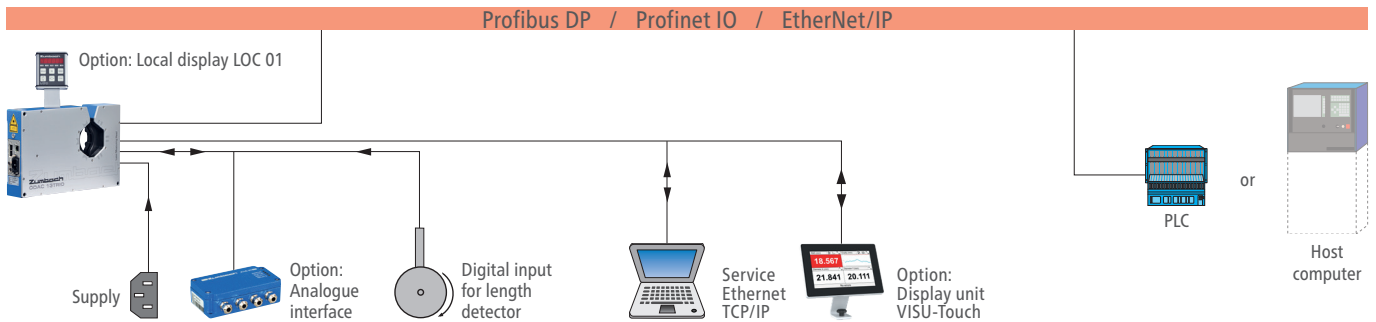 Profibus DP / Profinet IO / EtherNet/IP
Option: Local display LOC 01
Zumbach
Supply
Option:
Analogue
interface
Digital input
for length
detector
Service
Ethernet
TCP/IP
18.567
21.841 20.111
Option:
Display unit
VISU-Touch
PLC
or
Host
computer